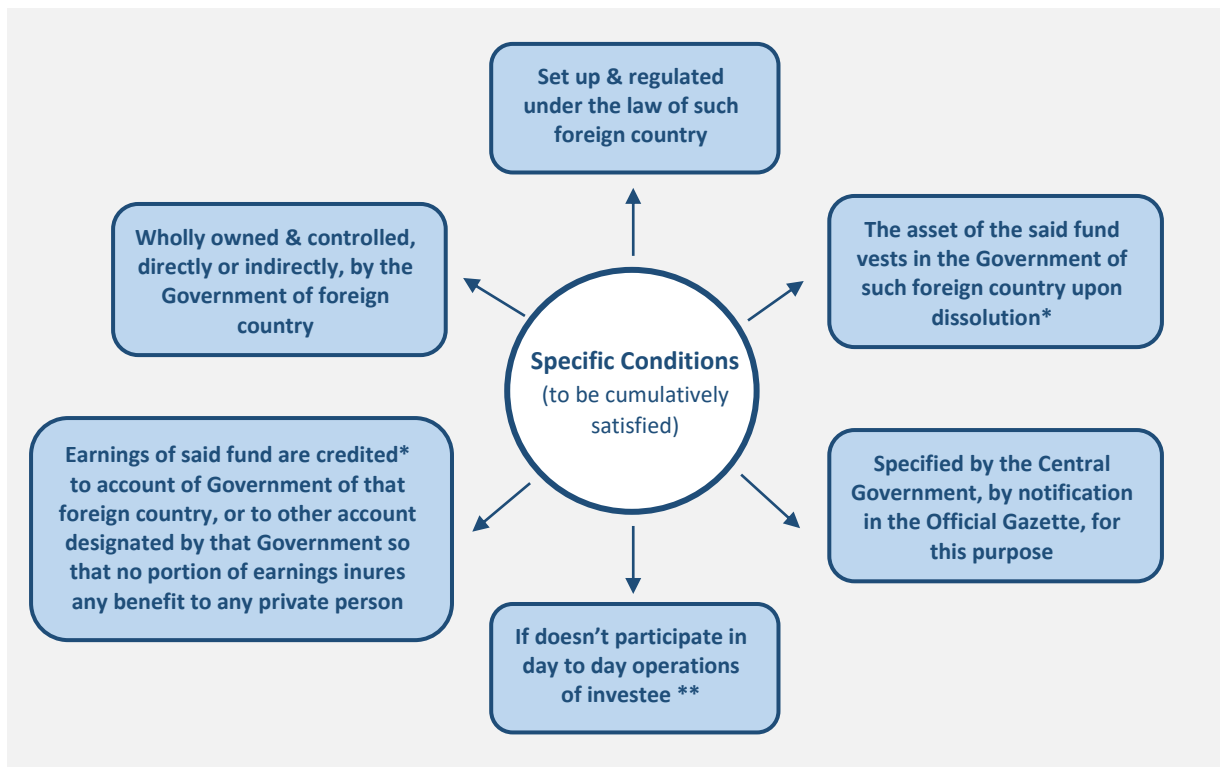 Set up & regulated
under the law of such
foreign country
Wholly owned & controlled,
directly or indirectly, by the
Government of foreign
country
The asset of the said fund
vests in the Government of
such foreign country upon
dissolution*
Specific Conditions
(to be cumulatively
satisfied)
Earnings of said fund are credited*
to account of Government of that
foreign country, or to other account
designated by that Government so
that no portion of earnings inures
any benefit to any private person
Specified by the Central
Government, by notification
in the Official Gazette, for
this purpose
If doesn’t participate in
day to day operations
of investee **